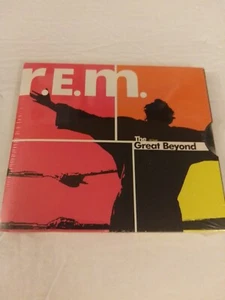 r.E.m.
The
Great Beyond